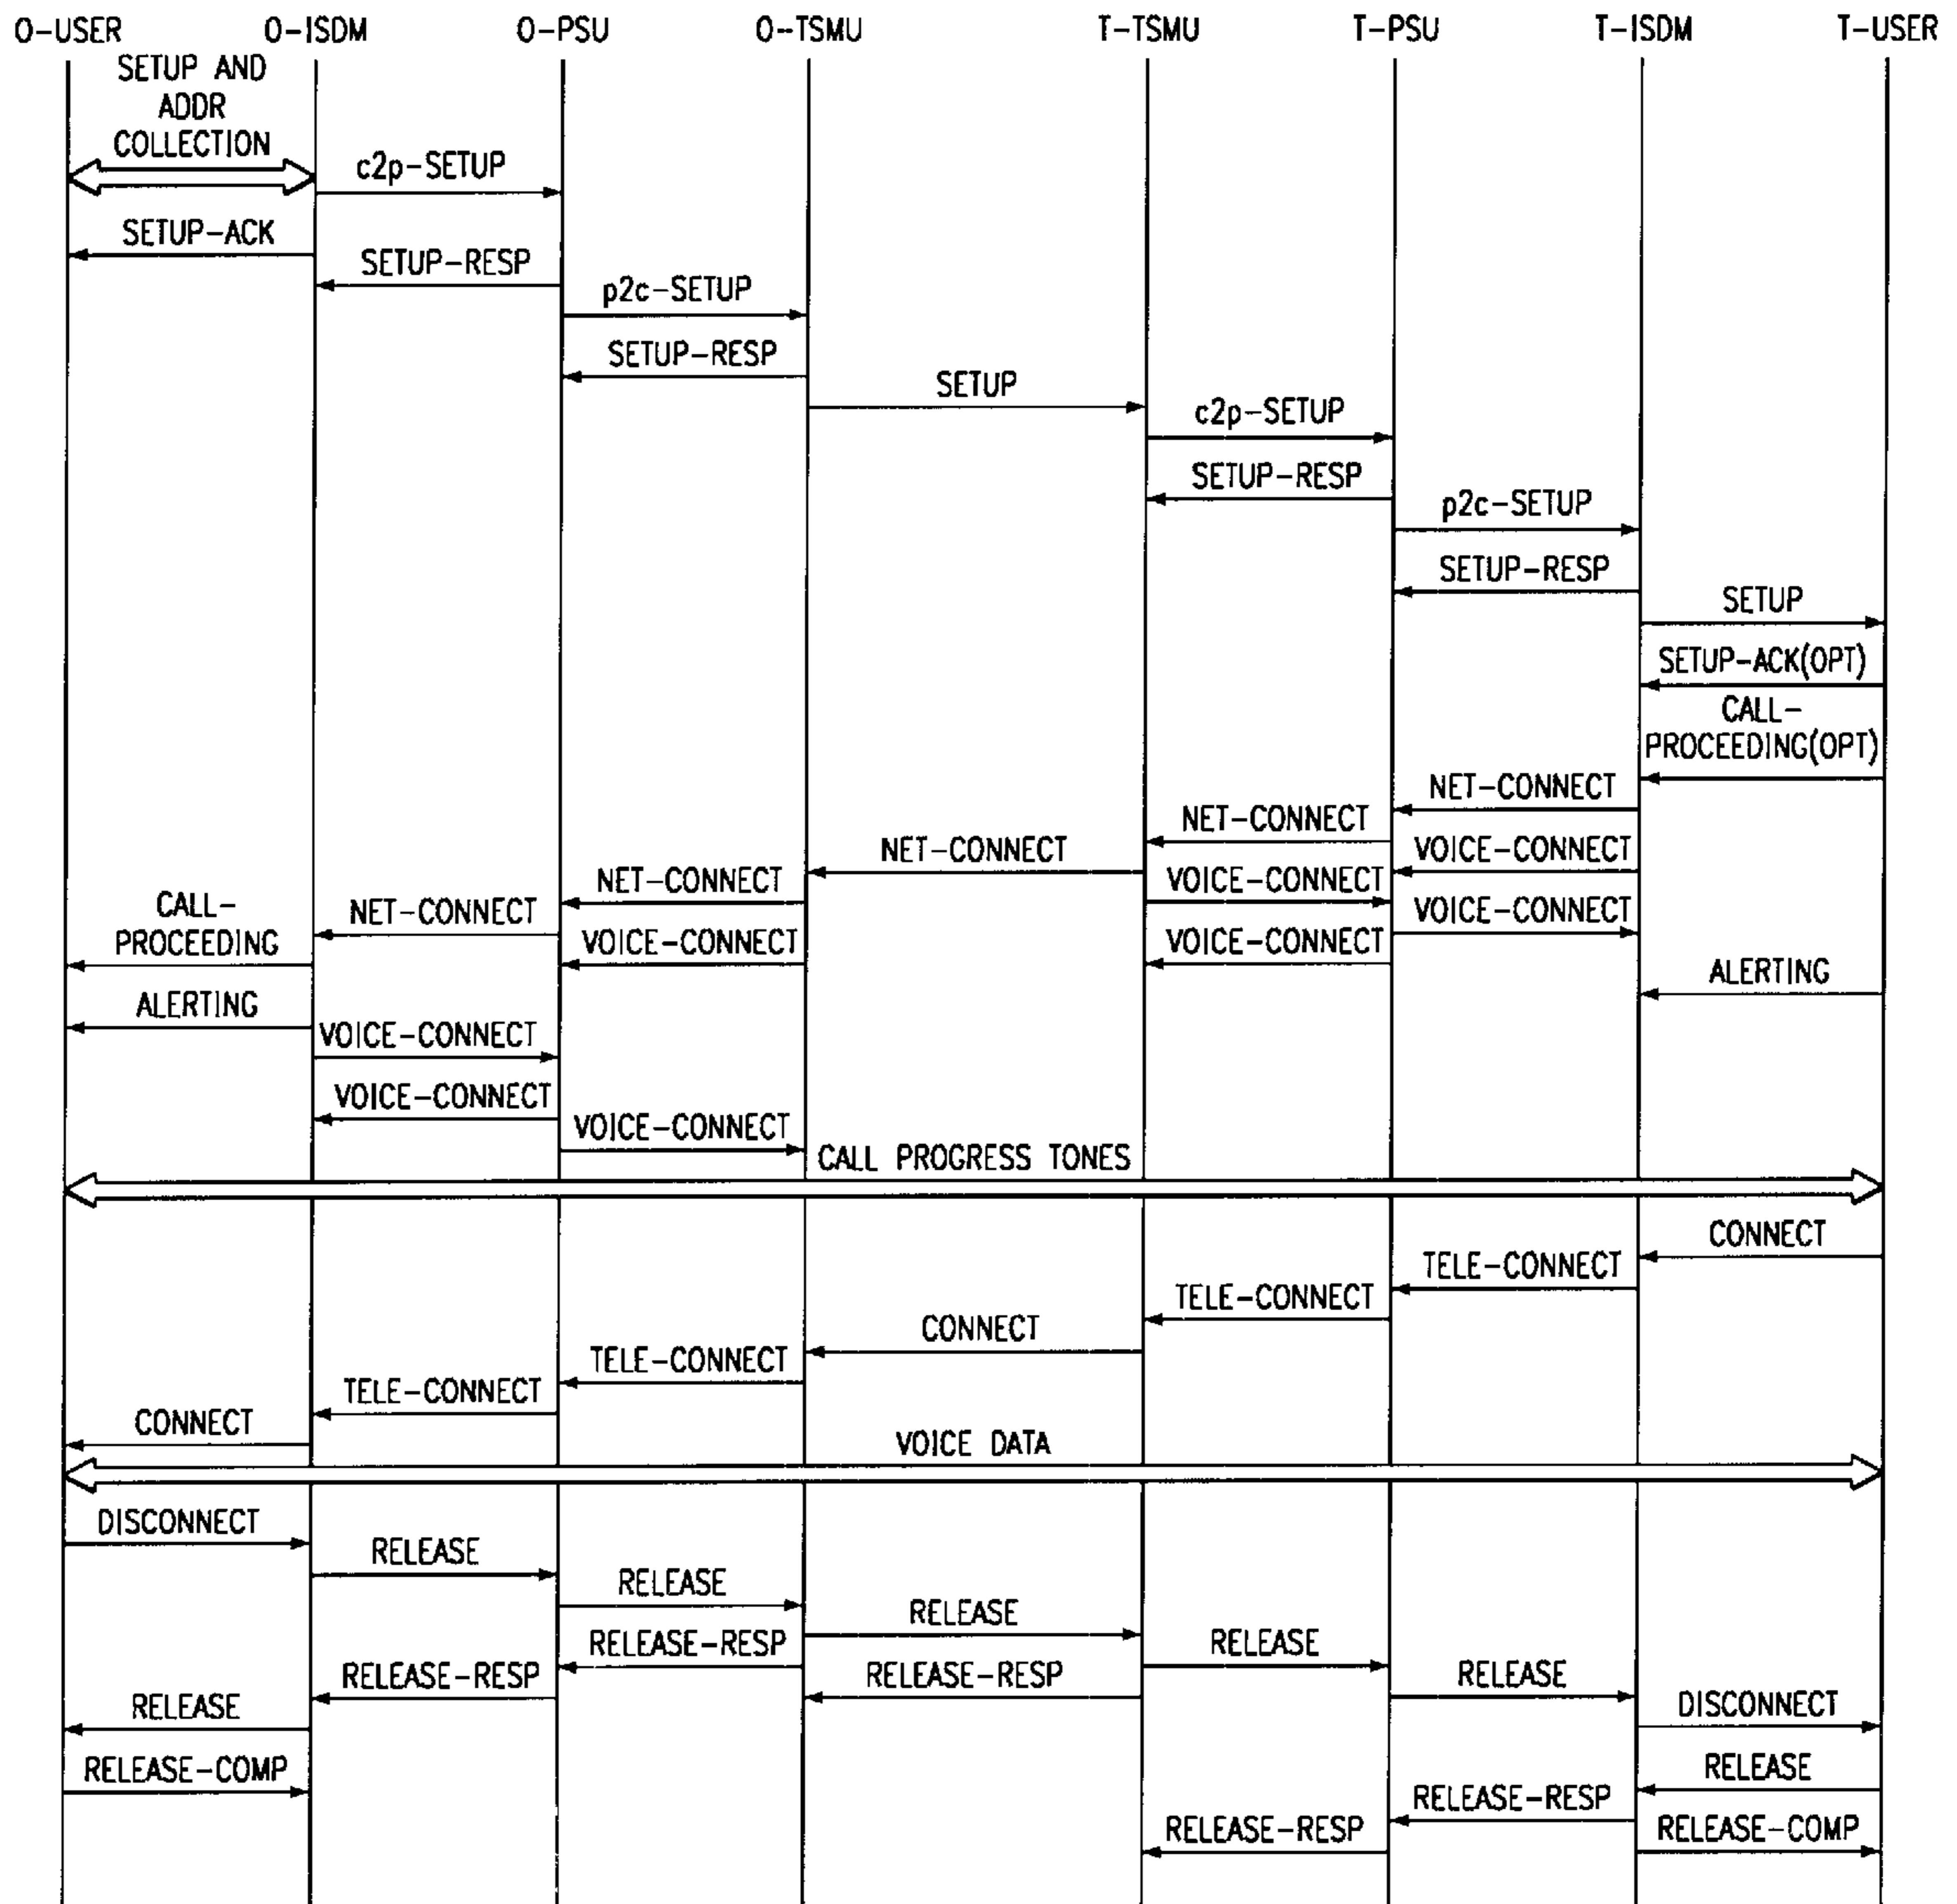 O-USER O-ISDM O-PSU O-TSMU T-TSMU T-PSU T-ISDM T-USER
SETUP AND
ADDR
COLLECTION
c2p-SETUP
SETUP-ACK
SETUP-RESP
p2c-SETUP
SETUP-RESP
SETUP
c2p-SETUP
SETUP-RESP
p2c-SETUP
SETUP-RESP
SETUP
SETUP-ACK(OPT)
CALL-
PROCEEDING(OPT)
NET-CONNECT
NET-CONNECT
NET-CONNECT
VOICE-CONNECT
NET-CONNECT
VOICE-CONNECT
CALL-
PROCEEDING
NET-CONNECT
VOICE-CONNECT
VOICE-CONNECT
VOICE-CONNECT
ALERTING
ALERTING
VOICE-CONNECT
VOICE-CONNECT
VOICE-CONNECT
CALL PROGRESS TONES
CONNECT
TELE-CONNECT
TELE-CONNECT
CONNECT
TELE-CONNECT
TELE-CONNECT
CONNECT
VOICE DATA
DISCONNECT
RELEASE
RELEASE
RELEASE
RELEASE-RESP
RELEASE
RELEASE-RESP
RELEASE-RESP
RELEASE
RELEASE
DISCONNECT
RELEASE-COMP
RELEASE
RELEASE-RESP
RELEASE-RESP
RELEASE-COMP